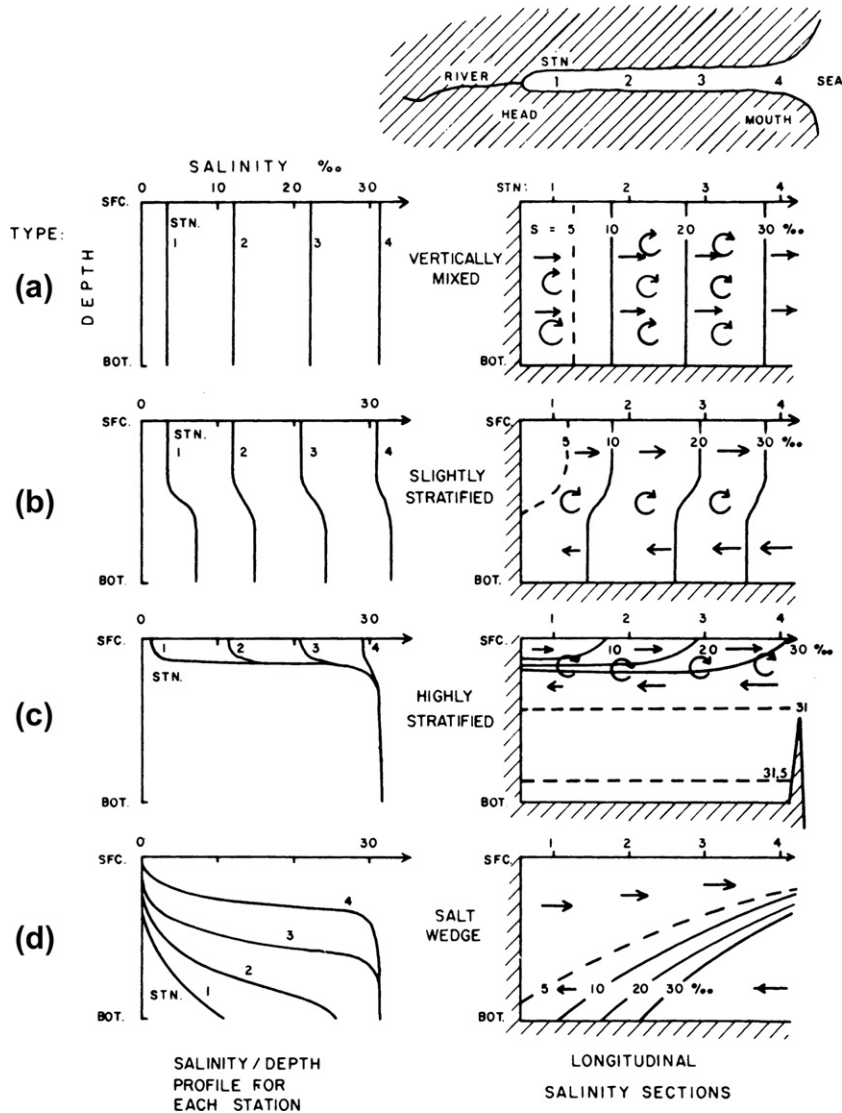 STN
RIVER 1 2 3 4 SEA
HEAD MOUTH
SALINITY ‰
0 10 20 30
STN: 1 2 3 4
SFC.
TYPE:
STN.
1 2 3 4
S = 5 10 20 30 ‰
(a)
DEPTH
VERTICALLY
MIXED
BOT.
BOT.
0 30
1 2 3 4
SFC.
SFC.
STN.
1 2 3 4
5 10 20 30 ‰
(b)
SLIGHTLY
STRATIFIED
BOT.
BOT.
0 30
1 2 3 4
SFC.
SFC.
1 2 3 4
10 20 30 ‰
STN.
(c)
HIGHLY
STRATIFIED
31
31.5
BOT.
BOT.
0 30
1 2 3 4
SFC.
SFC.
4
3
2
STN. 1
(d)
SALT
WEDGE
5 10 20 30 ‰
BOT.
BOT.
SALINITY / DEPTH
PROFILE FOR
EACH STATION
LONGITUDINAL
SALINITY SECTIONS